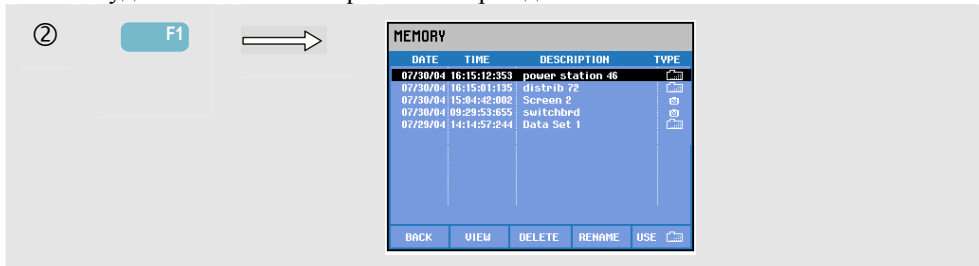 ② F1
MEMORY
DATE TIME DESCRIPTION TYPE
07/30/04 16:15:12:353 power station 46
07/30/04 16:15:01:135 distrib 72
07/30/04 15:04:42:002 Screen 2
07/30/04 09:29:53:655 switchbrd
07/29/04 14:14:57:244 Data Set 1
BACK VIEW DELETE RENAME USE